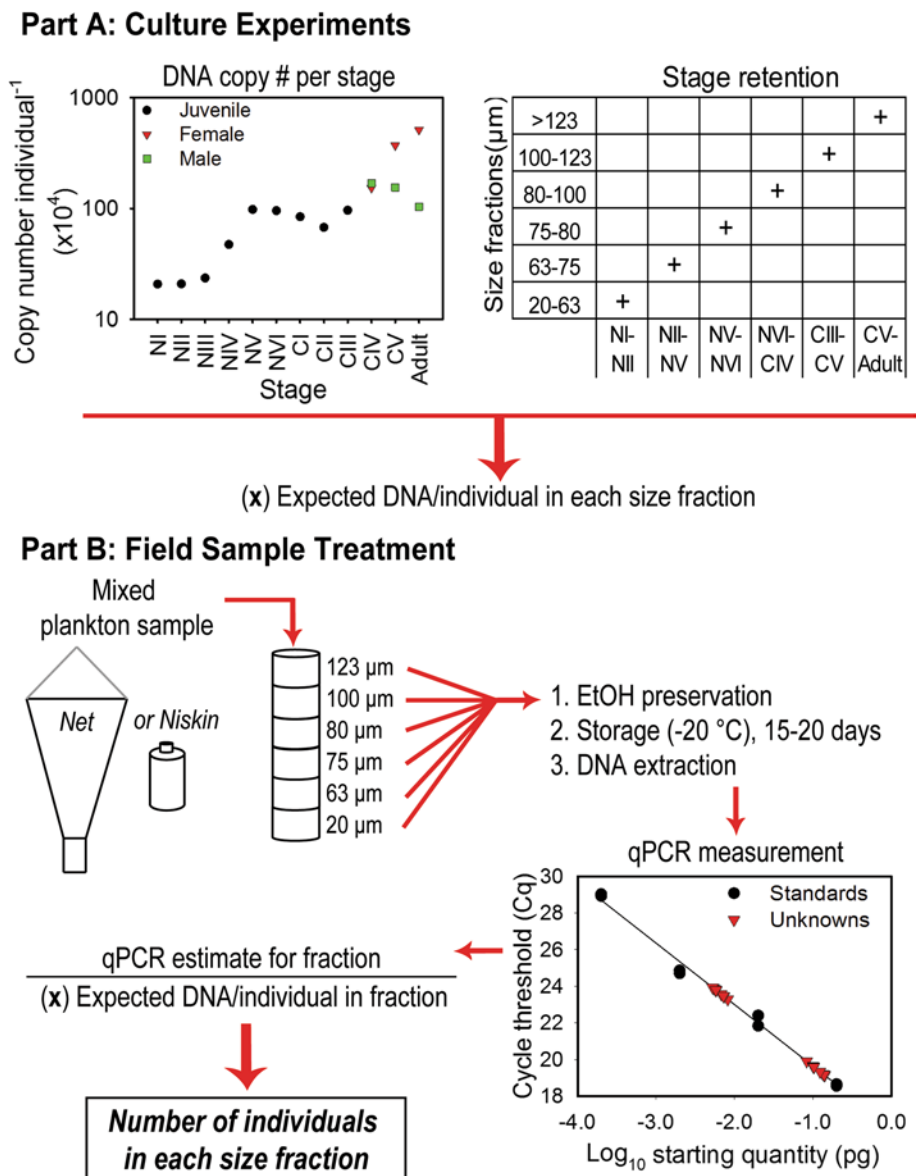 Part A: Culture Experiments
DNA copy # per stage
Copy number individual⁻¹
(x10⁴)
1000
100
10
Juvenile
Female
Male
NI
NII
NIII
NIV
NV
NVI
CI
CII
CIII
CIV
CV
Adult
Stage
Stage retention
Size fractions(µm)
>123
+
100-123
+
80-100
+
75-80
+
63-75
+
20-63
+
NI- NII- NV- NVI- CIII- CV-
NII NV NVI CIV CV Adult
(x) Expected DNA/individual in each size fraction
Part B: Field Sample Treatment
Mixed
plankton sample
Net
or Niskin
123 µm
100 µm
80 µm
75 µm
63 µm
20 µm
1. EtOH preservation
2. Storage (-20 °C), 15-20 days
3. DNA extraction
qPCR measurement
Cycle threshold (Cq)
30
28
26
24
22
20
18
Standards
Unknowns
-4.0 -3.0 -2.0 -1.0 0.0
Log₁₀ starting quantity (pg)
qPCR estimate for fraction
(x) Expected DNA/individual in fraction
Number of individuals
in each size fraction